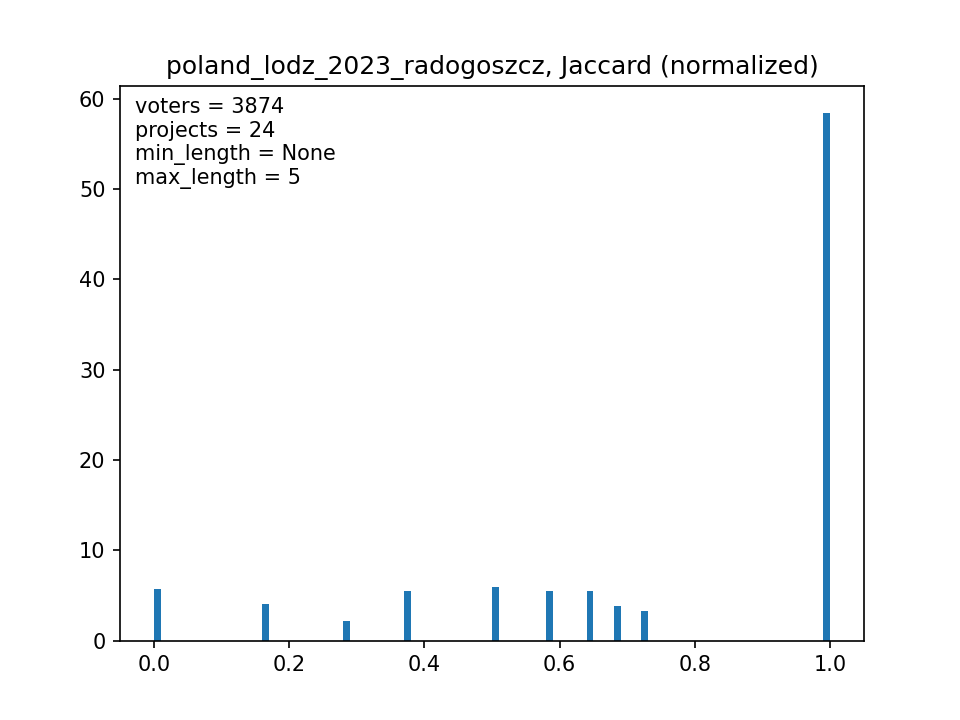 poland_lodz_2023_radogoszcz, Jaccard (normalized)
voters = 3874
projects = 24
min_length = None
max_length = 5
60
50
40
30
20
10
0
0.0 0.2 0.4 0.6 0.8 1.0